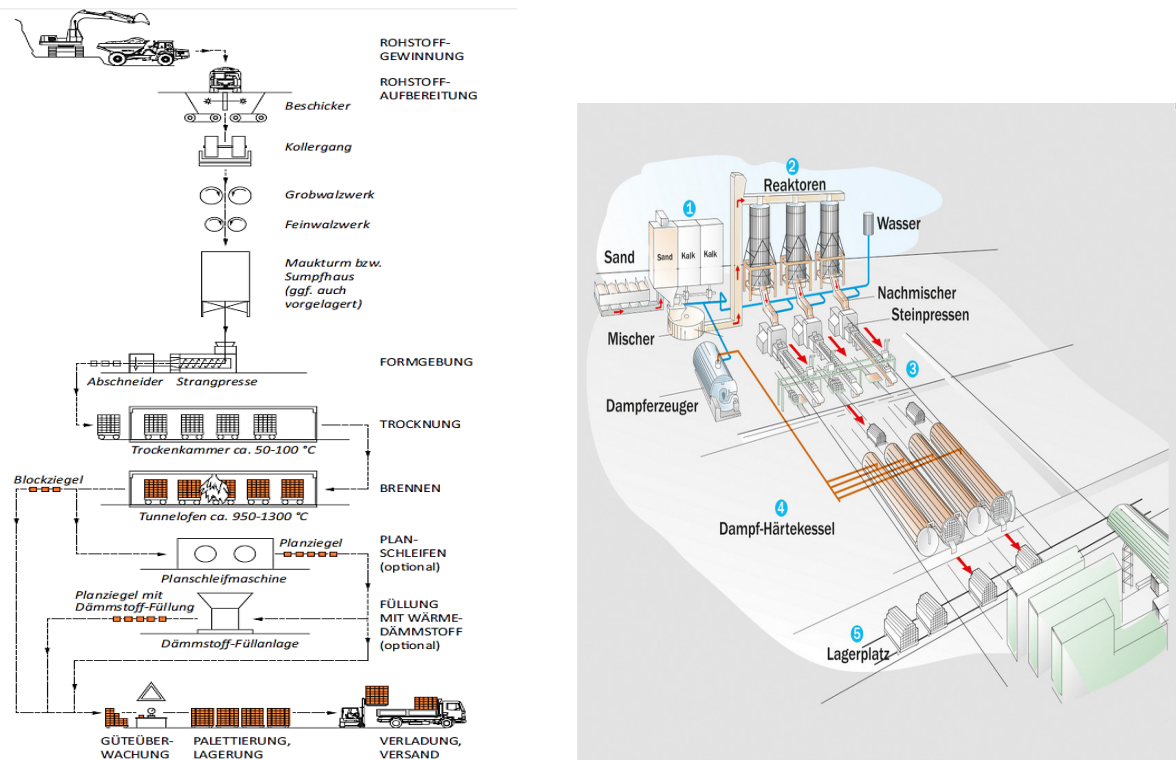 ROHSTOFF-
GEWINNUNG
ROHSTOFF-
AUFBEREITUNG
Beschicker
Kollergang
Grobwalzwerk
Feinwalzwerk
Maukturm bzw.
Sumpfhaus
(ggf. auch
vorgelagert)
FORMGEBUNG
Abschneider Strangpresse
TROCKNUNG
Trockenkammer ca. 50-100 °C
Blockziegel
BRENNEN
Tunnelofen ca. 950-1300 °C
Planziegel
PLAN-
SCHLEIFEN
(optional)
Planschleifmaschine
Planziegel mit
Dämmstoff-Füllung
FÜLLUNG
MIT WÄRME-
DÄMMSTOFF
(optional)
Dämmstoff-Füllanlage
GÜTEÜBER-
WACHUNG
PALETTIERUNG,
LAGERUNG
VERLADUNG,
VERSAND
2
Reaktoren
1
Wasser
Sand
Sand Kalk Kalk
Nachmischer
Steinpressen
Mischer
3
Dampferzeuger
4
Dampf-Härtekessel
5
Lagerplatz